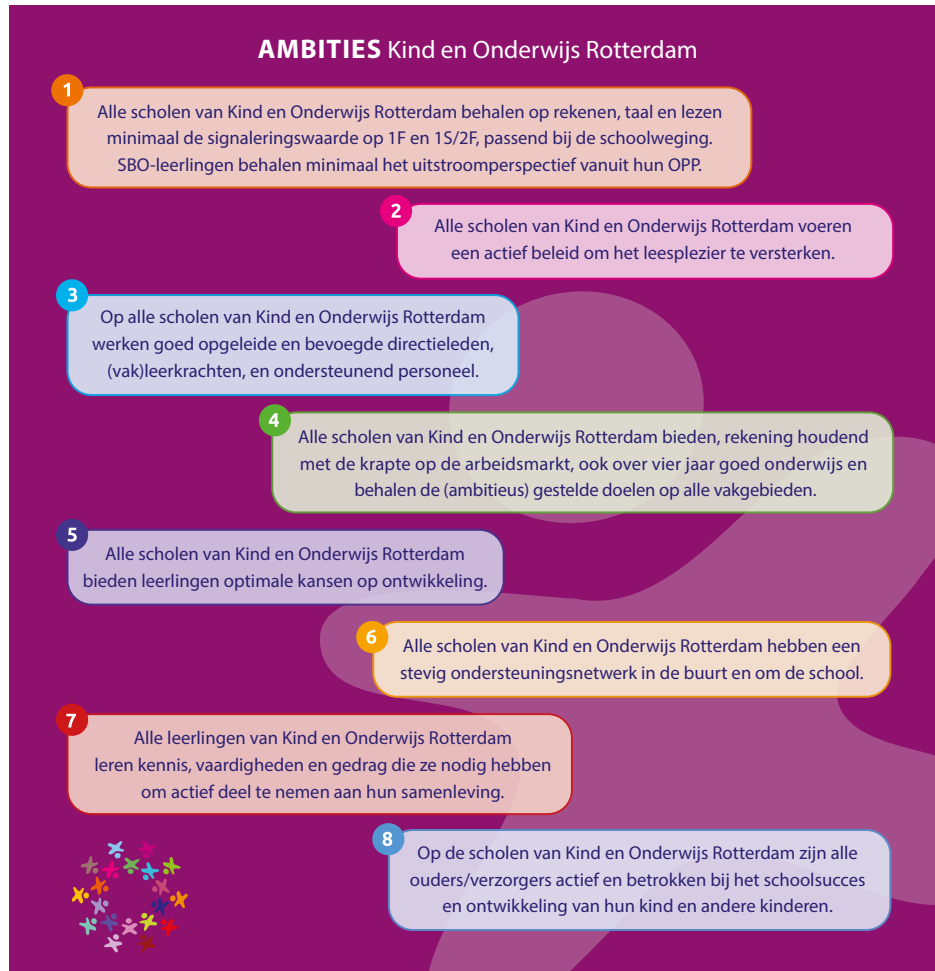 AMBITIES Kind en Onderwijs Rotterdam
1
Alle scholen van Kind en Onderwijs Rotterdam behalen op rekenen, taal en lezen
minimaal de signaleringswaarde op 1F en 1S/2F, passend bij de schoolweging.
SBO-leerlingen behalen minimaal het uitstroomperspectief vanuit hun OPP.
2
Alle scholen van Kind en Onderwijs Rotterdam voeren
een actief beleid om het leesplezier te versterken.
3
Op alle scholen van Kind en Onderwijs Rotterdam
werken goed opgeleide en bevoegde directieleden,
(vak)leerkrachten, en ondersteunend personeel.
4
Alle scholen van Kind en Onderwijs Rotterdam bieden, rekening houdend
met de krapte op de arbeidsmarkt, ook over vier jaar goed onderwijs en
behalen de (ambitieus) gestelde doelen op alle vakgebieden.
5
Alle scholen van Kind en Onderwijs Rotterdam
bieden leerlingen optimale kansen op ontwikkeling.
6
Alle scholen van Kind en Onderwijs Rotterdam hebben een
stevig ondersteuningsnetwerk in de buurt en om de school.
7
Alle leerlingen van Kind en Onderwijs Rotterdam
leren kennis, vaardigheden en gedrag die ze nodig hebben
om actief deel te nemen aan hun samenleving.
8
Op de scholen van Kind en Onderwijs Rotterdam zijn alle
ouders/verzorgers actief en betrokken bij het schoolsucces
en ontwikkeling van hun kind en andere kinderen.